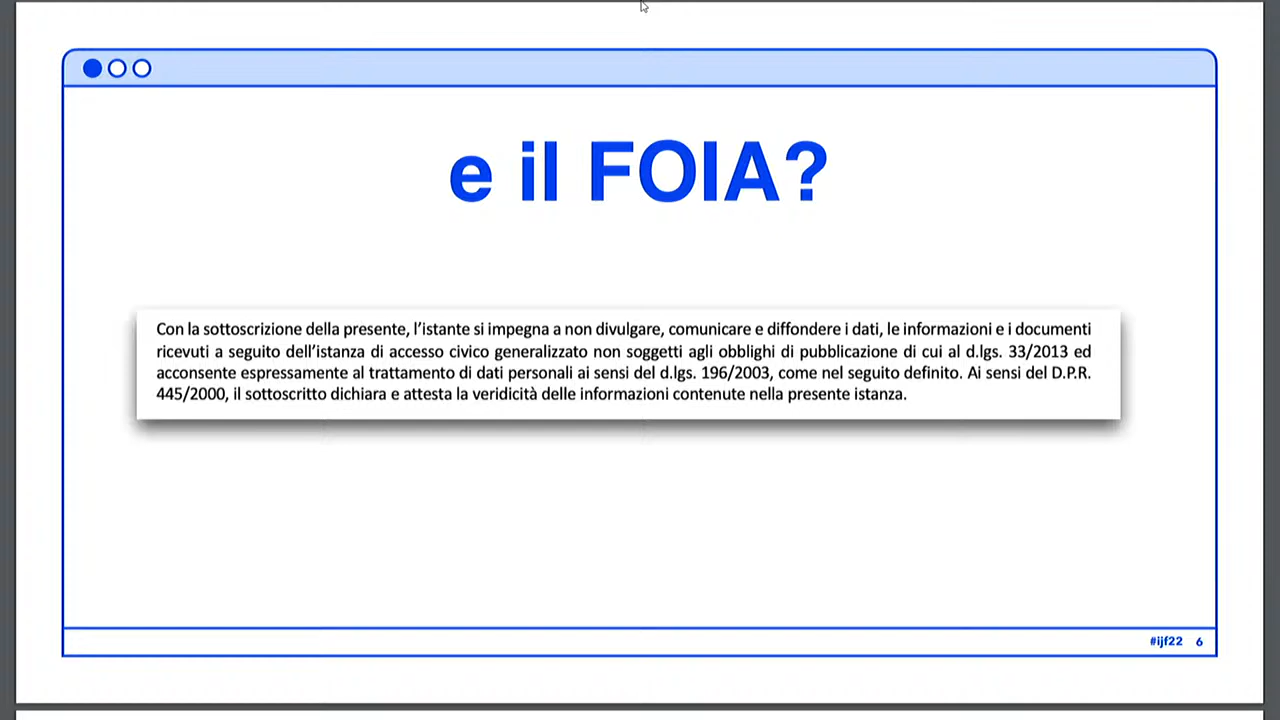 e il FOIA?
Con la sottoscrizione della presente, l’istante si impegna a non divulgare, comunicare e diffondere i dati, le informazioni e i documenti
ricevuti a seguito dell’istanza di accesso civico generalizzato non soggetti agli obblighi di pubblicazione di cui al d.lgs. 33/2013 ed
acconsente espressamente al trattamento di dati personali ai sensi del d.lgs. 196/2003, come nel seguito definito. Ai sensi del D.P.R.
445/2000, il sottoscritto dichiara e attesta la veridicità delle informazioni contenute nella presente istanza.
#ijf22 6